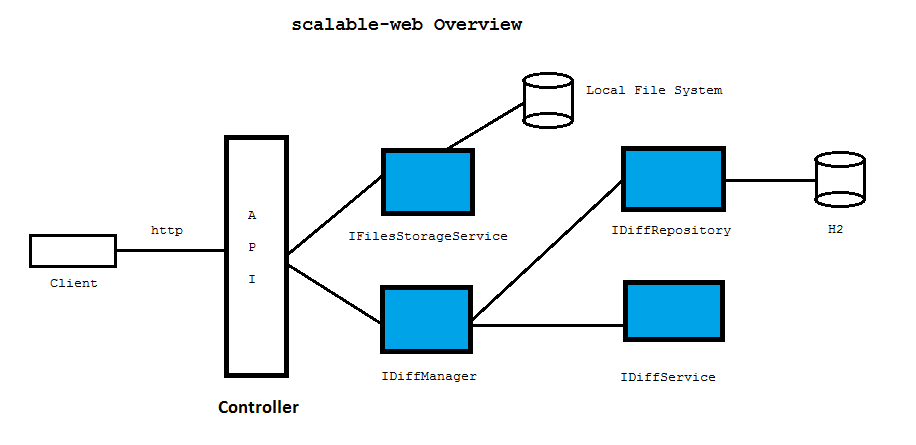 scalable-web Overview
Local File System
A
P
I
http
IFilesStorageService
IDiffRepository
H2
Client
IDiffManager
IDiffService
Controller